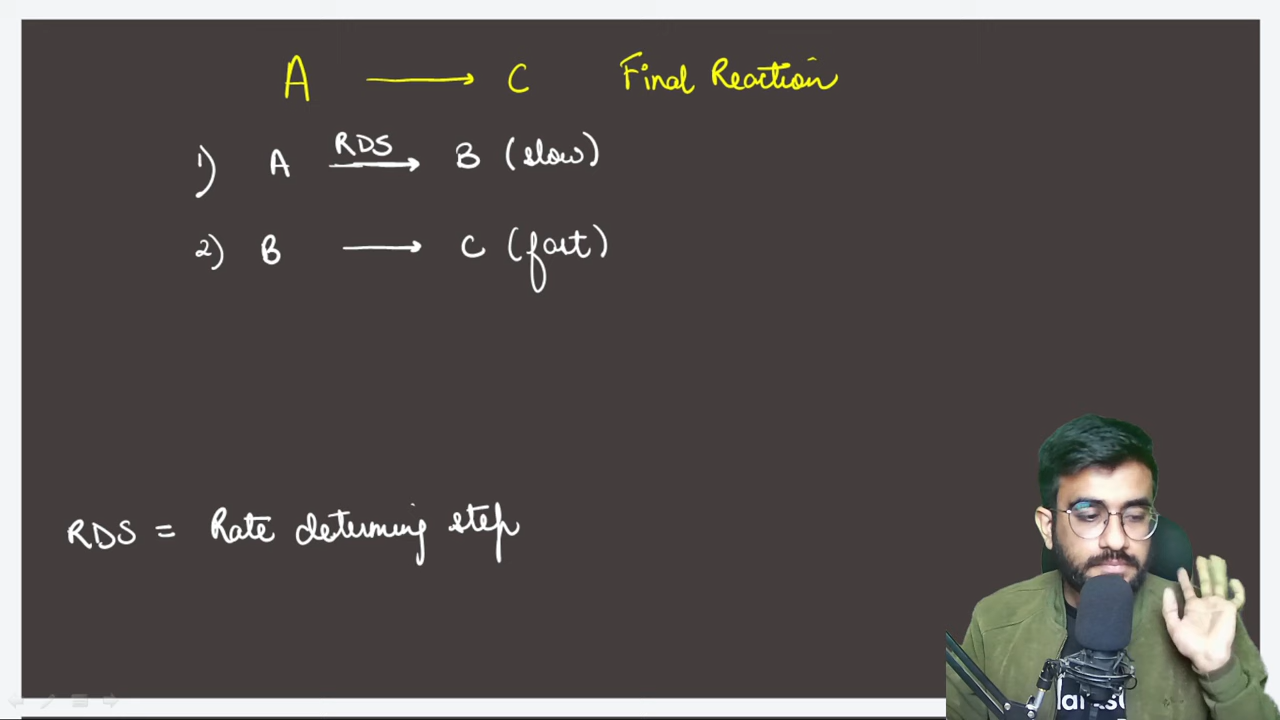 A → C Final Reaction
1) A RDS→ B (slow)
2) B → C (fast)
RDS = Rate determing step